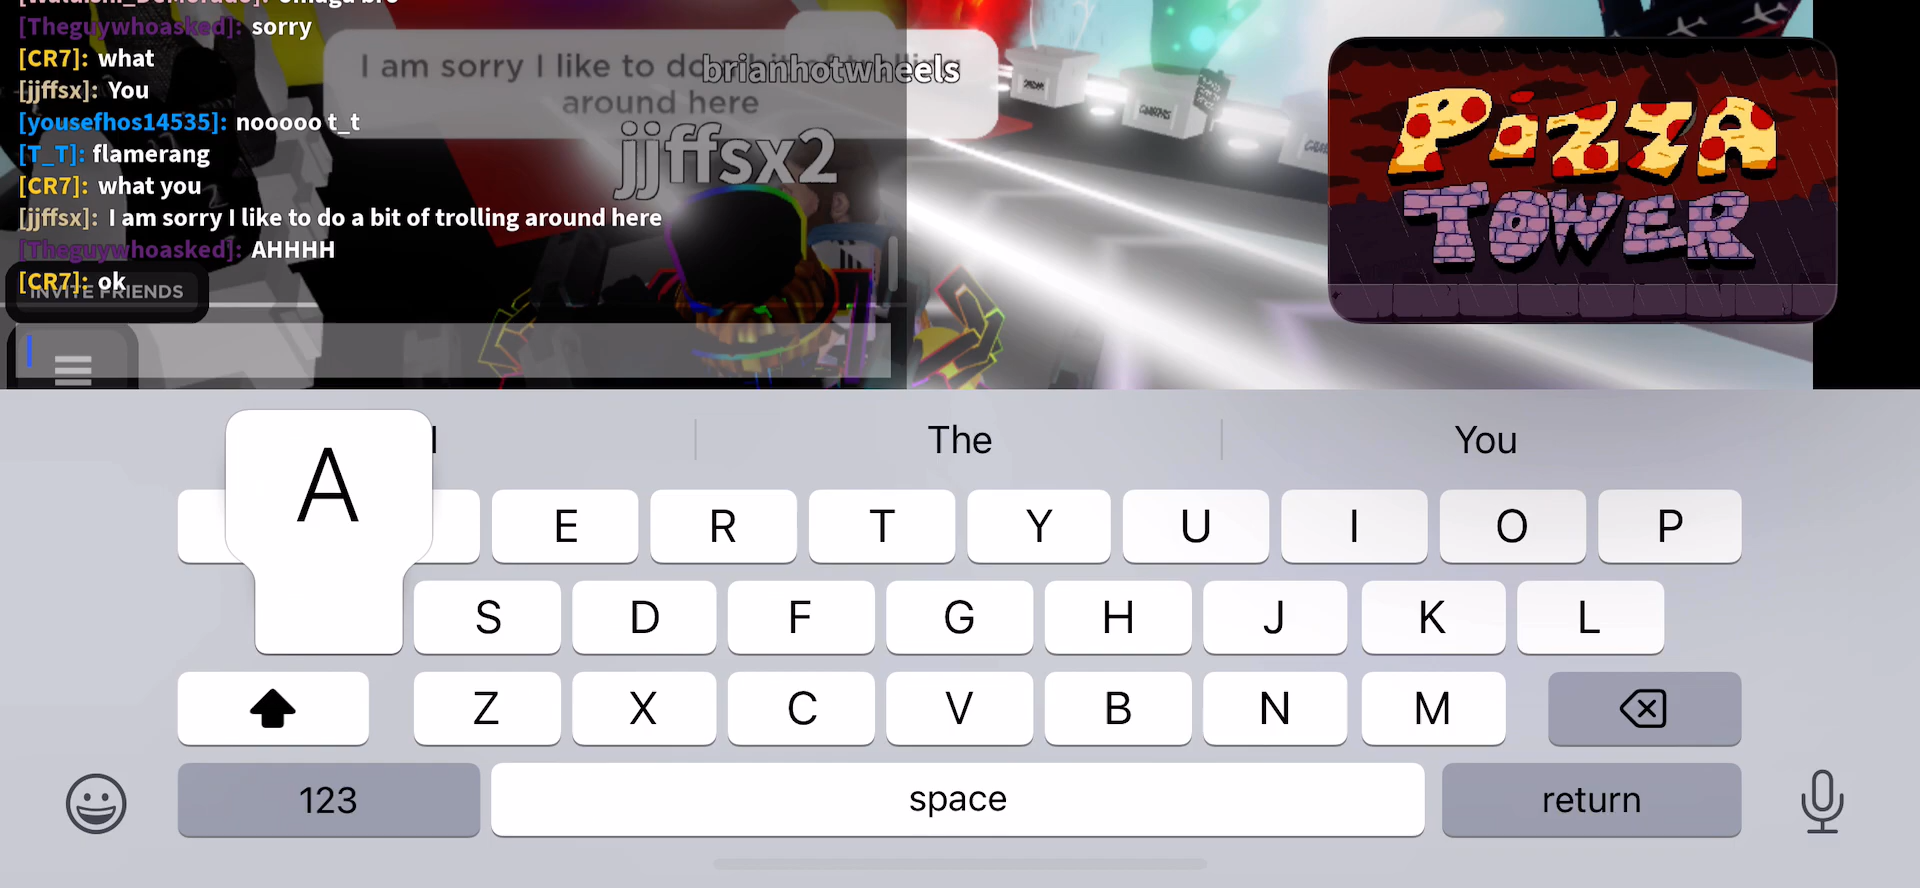 [Theguywhoasked]: sorry
[CR7]: what
[jjffsx]: You
[yousefhos14535]: nooooo t_t
[T_T]: flamerang
[CR7]: what you
[jjffsx]: I am sorry I like to do a bit of trolling around here
[Theguywhoasked]: AHHHH
[CR7]: ok
INVITE FRIENDS
I am sorry I like to do
around here
brianhotwheels
jjffsx2
PIZZA
TOWER
I The You
A
E R T Y U I O P
S D F G H J K L
Z X C V B N M
123 space return